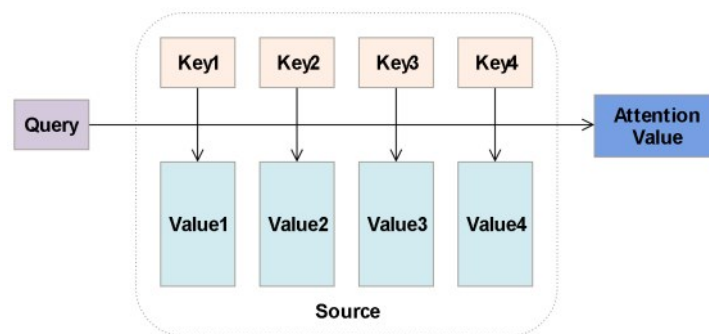 Key1
Key2
Key3
Key4
Query
Attention
Value
Value1
Value2
Value3
Value4
Source